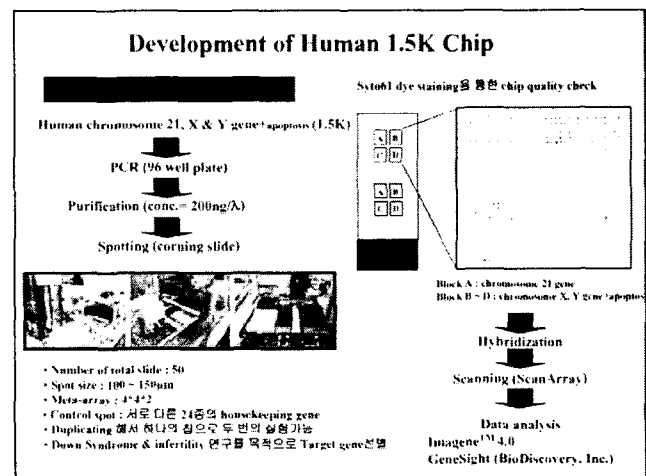 Development of Human 1.5K Chip
Human chromosome 21, X & Y gene+apoptosis (1.5K)
PCR (96 well plate)
Purification (conc.= 200ng/λ)
Spotting (corning slide)
• Number of total slide : 50
• Spot size : 100 ~ 150μm
• Meta-array : 4*4*2
• Control spot : 서로 다른 24종의 housekeeping gene
• Duplicating 해서 하나의 칩으로 두 번의 실험가능
• Down Syndrome & infertility 연구를 목적으로 Target gene선별
Syto61 dye staining을 통한 chip quality check
A B
C D
A B
C D
Block A : chromosome 21 gene
Block B ~ D : chromosome X, Y gene+apoptos
Hybridization
Scanning (ScanArray)
Data analysis
Imagene™ 4.0
GeneSight (BioDiscovery, Inc.)